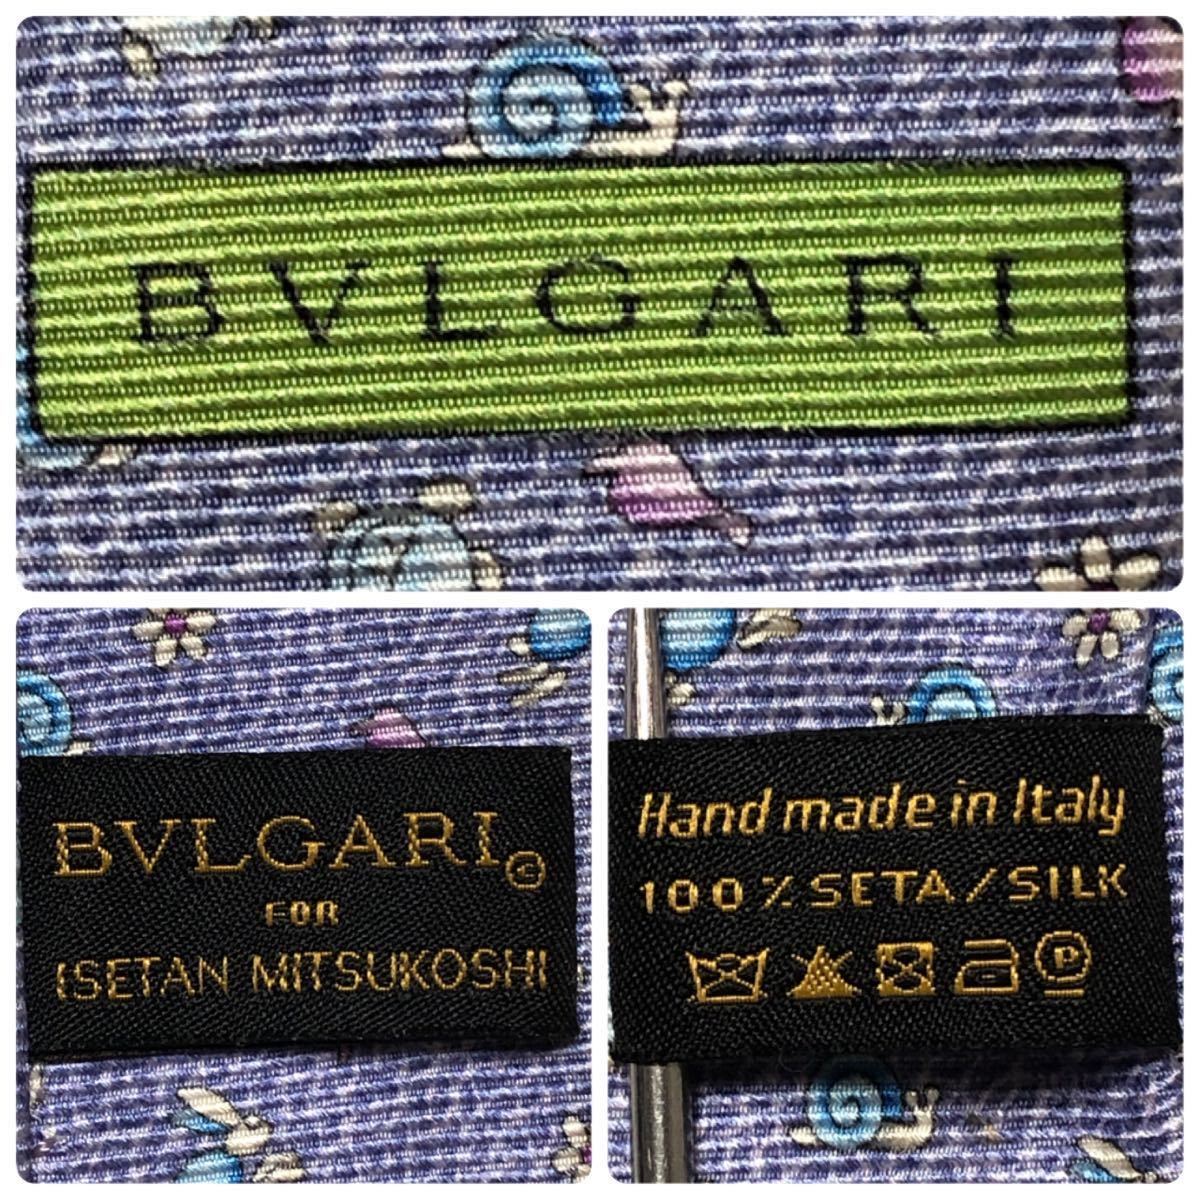 BVLGARI
BVLGARI©
FOR
ISETAN MITSUKOSHI
Hand made in Italy
100% SETA/SILK
P